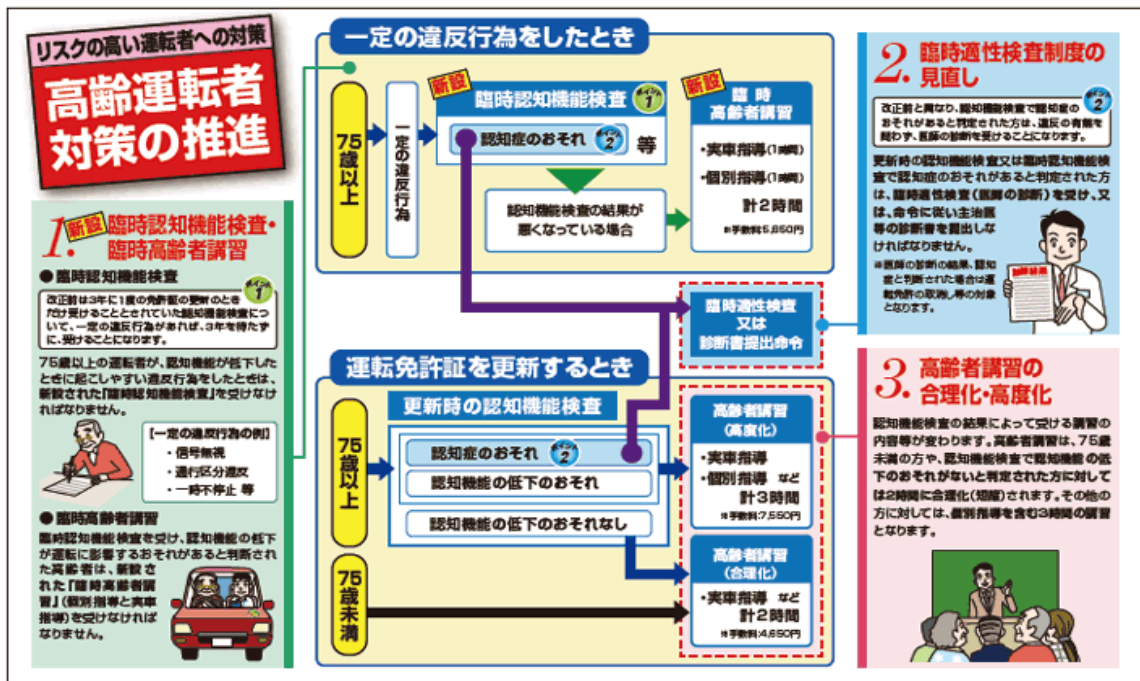 リスクの高い運転者への対策
高齢運転者
対策の推進
1.
新設
臨時認知機能検査・
臨時高齢者講習
●臨時認知機能検査
ポイント1
改正前は3年に1度の免許証の更新のとき
だけ受けることとされていた認知機能検査に
ついて、一定の違反行為があれば、3年を待たず
に、受けることになります。
75歳以上の運転者が、認知機能が低下した
ときに起こしやすい違反行為をしたときは、
新設された「臨時認知機能検査」を受けなけ
ればなりません。
【一定の違反行為の例】
・信号無視
・通行区分違反
・一時不停止 等
●臨時高齢者講習
臨時認知機能検査を受け、認知機能の低下
が運転に影響するおそれがあると判断され
た高齢者は、新設さ
れた「臨時高齢者講
習」(個別指導と実車
指導)を受けなければ
なりません。
一定の違反行為をしたとき
75歳以上
一定の違反行為
新設
臨時認知機能検査
ポイント1
認知症のおそれ
ポイント2
等
認知機能検査の結果が
悪くなっている場合
新設
臨時
高齢者講習
・実車指導(1時間)
・個別指導(1時間)
計2時間
※手数料:5,650円
臨時適性検査
又は
診断書提出命令
運転免許証を更新するとき
75歳以上
更新時の認知機能検査
認知症のおそれ
ポイント2
認知機能の低下のおそれ
認知機能の低下のおそれなし
75歳未満
高齢者講習
(高度化)
・実車指導
・個別指導 など
計3時間
※手数料:7,550円
高齢者講習
(合理化)
・実車指導 など
計2時間
※手数料:4,650円
2.
臨時適性検査制度の
見直し
ポイント2
改正前と異なり、認知機能検査で認知症の
おそれがあると判定された方は、違反の有無を
問わず、医師の診断を受けることになります。
更新時の認知機能検査又は臨時認知機能検
査で認知症のおそれがあると判定された方
は、臨時適性検査(医師の診断)を受け、又
は、命令に従い主治医
等の診断書を提出しな
ければなりません。
※医師の診断の結果、認知
症と判断された場合は運
転免許の取消し等の対象
となります。
診断結果
3.
高齢者講習の
合理化・高度化
認知機能検査の結果によって受ける講習の
内容等が変わります。高齢者講習は、75歳
未満の方や、認知機能検査で認知機能の低
下のおそれがないと判定された方に対して
は2時間に合理化(短縮)されます。その他の
方に対しては、個別指導を含む3時間の講習
となります。